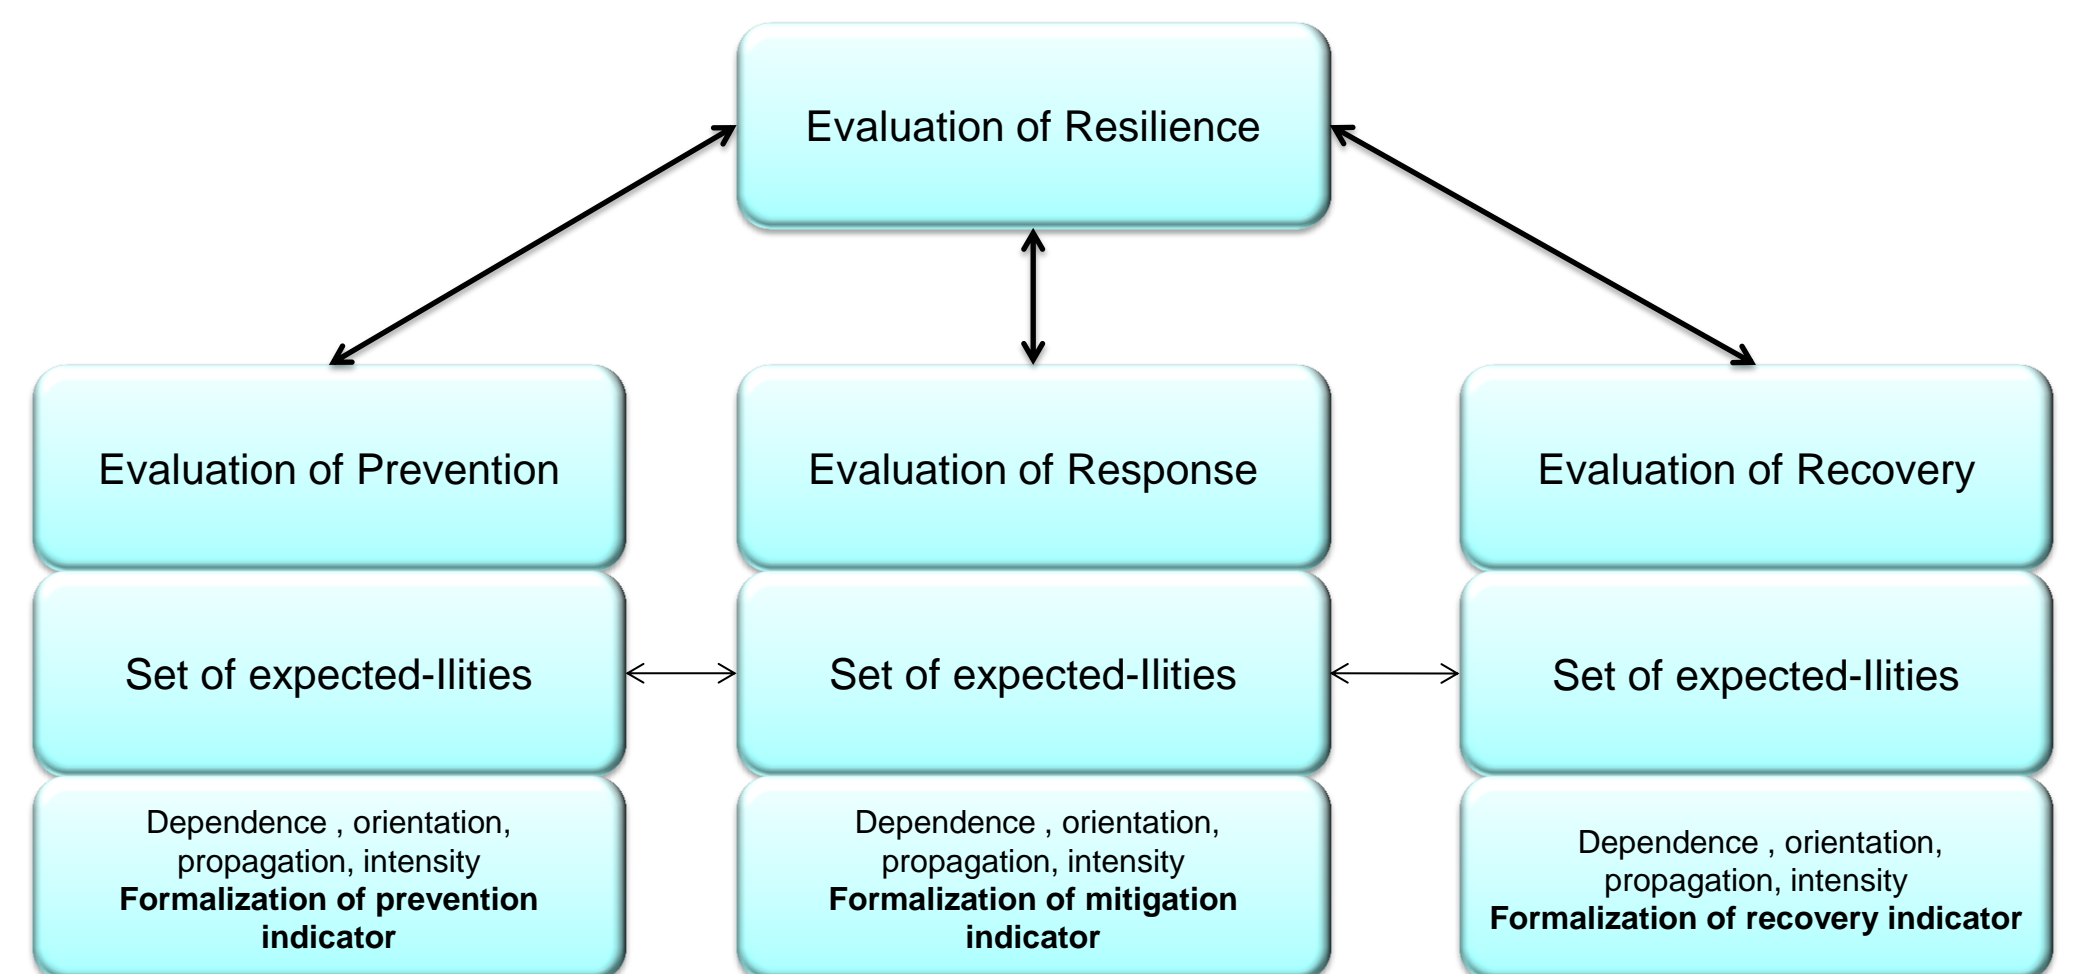 Evaluation of Resilience
Evaluation of Prevention
Evaluation of Response
Evaluation of Recovery
Set of expected-Ilities
Set of expected-Ilities
Set of expected-Ilities
Dependence , orientation,
propagation, intensity
Formalization of prevention
indicator
Dependence , orientation,
propagation, intensity
Formalization of mitigation
indicator
Dependence , orientation,
propagation, intensity
Formalization of recovery indicator